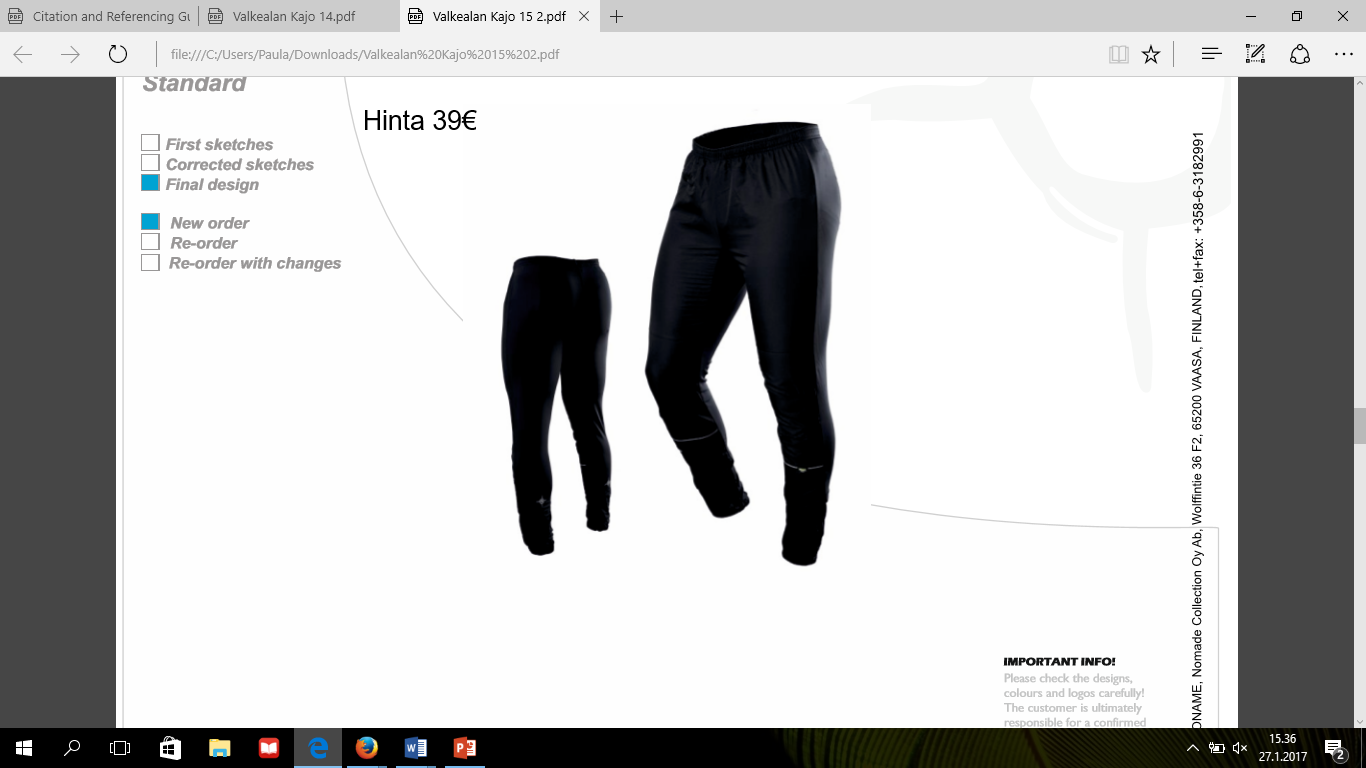 Citation and Referencing Gu
Valkealan Kajo 14.pdf
Valkealan Kajo 15 2.pdf
file:///C:/Users/Paula/Downloads/Valkealan%20Kajo%2015%202.pdf
Standard
Hinta 39€
First sketches
Corrected sketches
Final design
New order
Re-order
Re-order with changes
ONAME, Nomade Collection Oy Ab, Wolffintie 36 F2, 65200 VAASA, FINLAND, tel+fax: +358-6-3182991
IMPORTANT INFO!
Please check the designs,
colours and logos carefully!
The customer is ultimately
responsible for a confirmed
15.36
27.1.2017
2